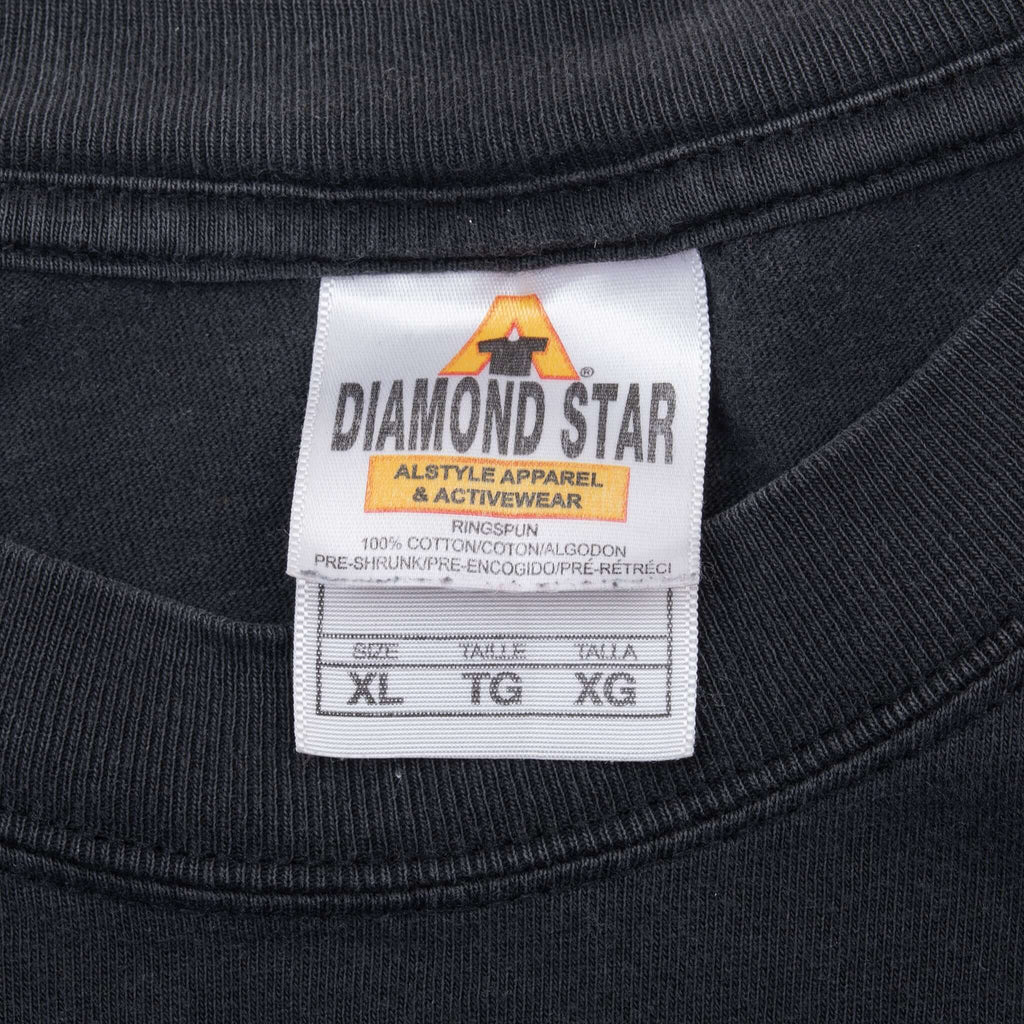 A
®
DIAMOND STAR
ALSTYLE APPAREL
& ACTIVEWEAR
RINGSPUN
100% COTTON/COTON/ALGODON
PRE-SHRUNK/PRE-ENCOGIDO/PRÉ-RÉTRÉCI
SIZE TAILLE TALLA
XL TG XG